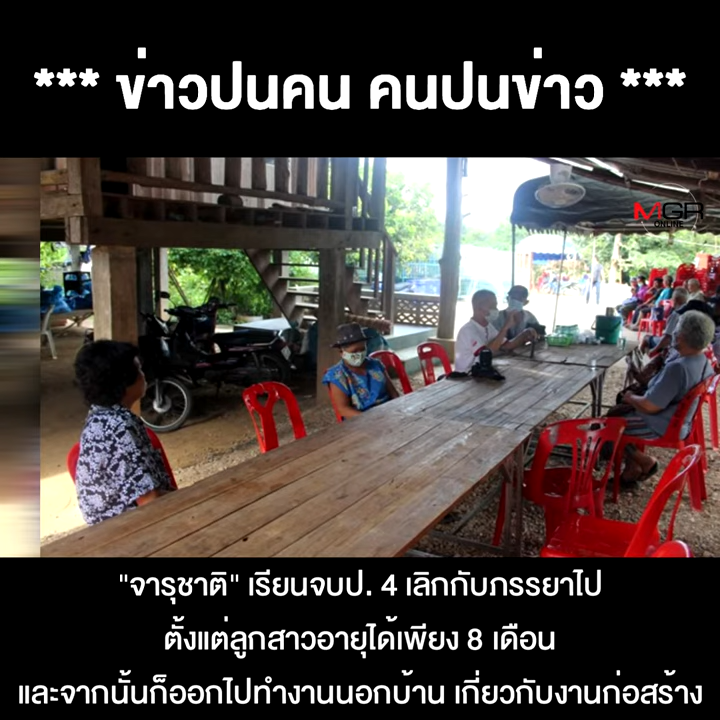 *** ข่าวปนคน คนปนข่าว ***
MGR
ONLINE
"จารุชาติ" เรียนจบป. 4 เลิกกับภรรยาไป
ตั้งแต่ลูกสาวอายุได้เพียง 8 เดือน
และจากนั้นก็ออกไปทำงานนอกบ้าน เกี่ยวกับงานก่อสร้าง